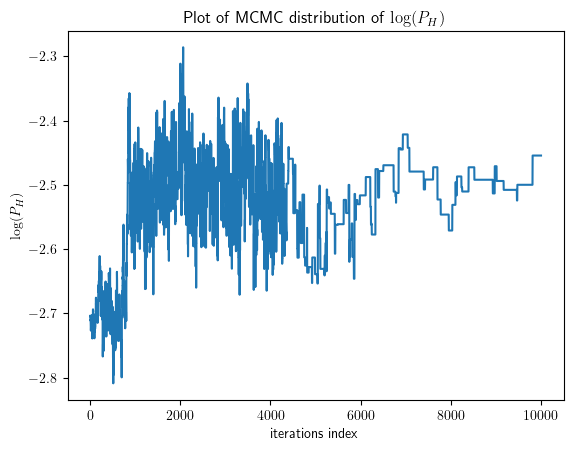 Plot of MCMC distribution of log(P_H)
−2.3
−2.4
−2.5
−2.6
−2.7
−2.8
log(P_H)
0 2000 4000 6000 8000 10000
iterations index